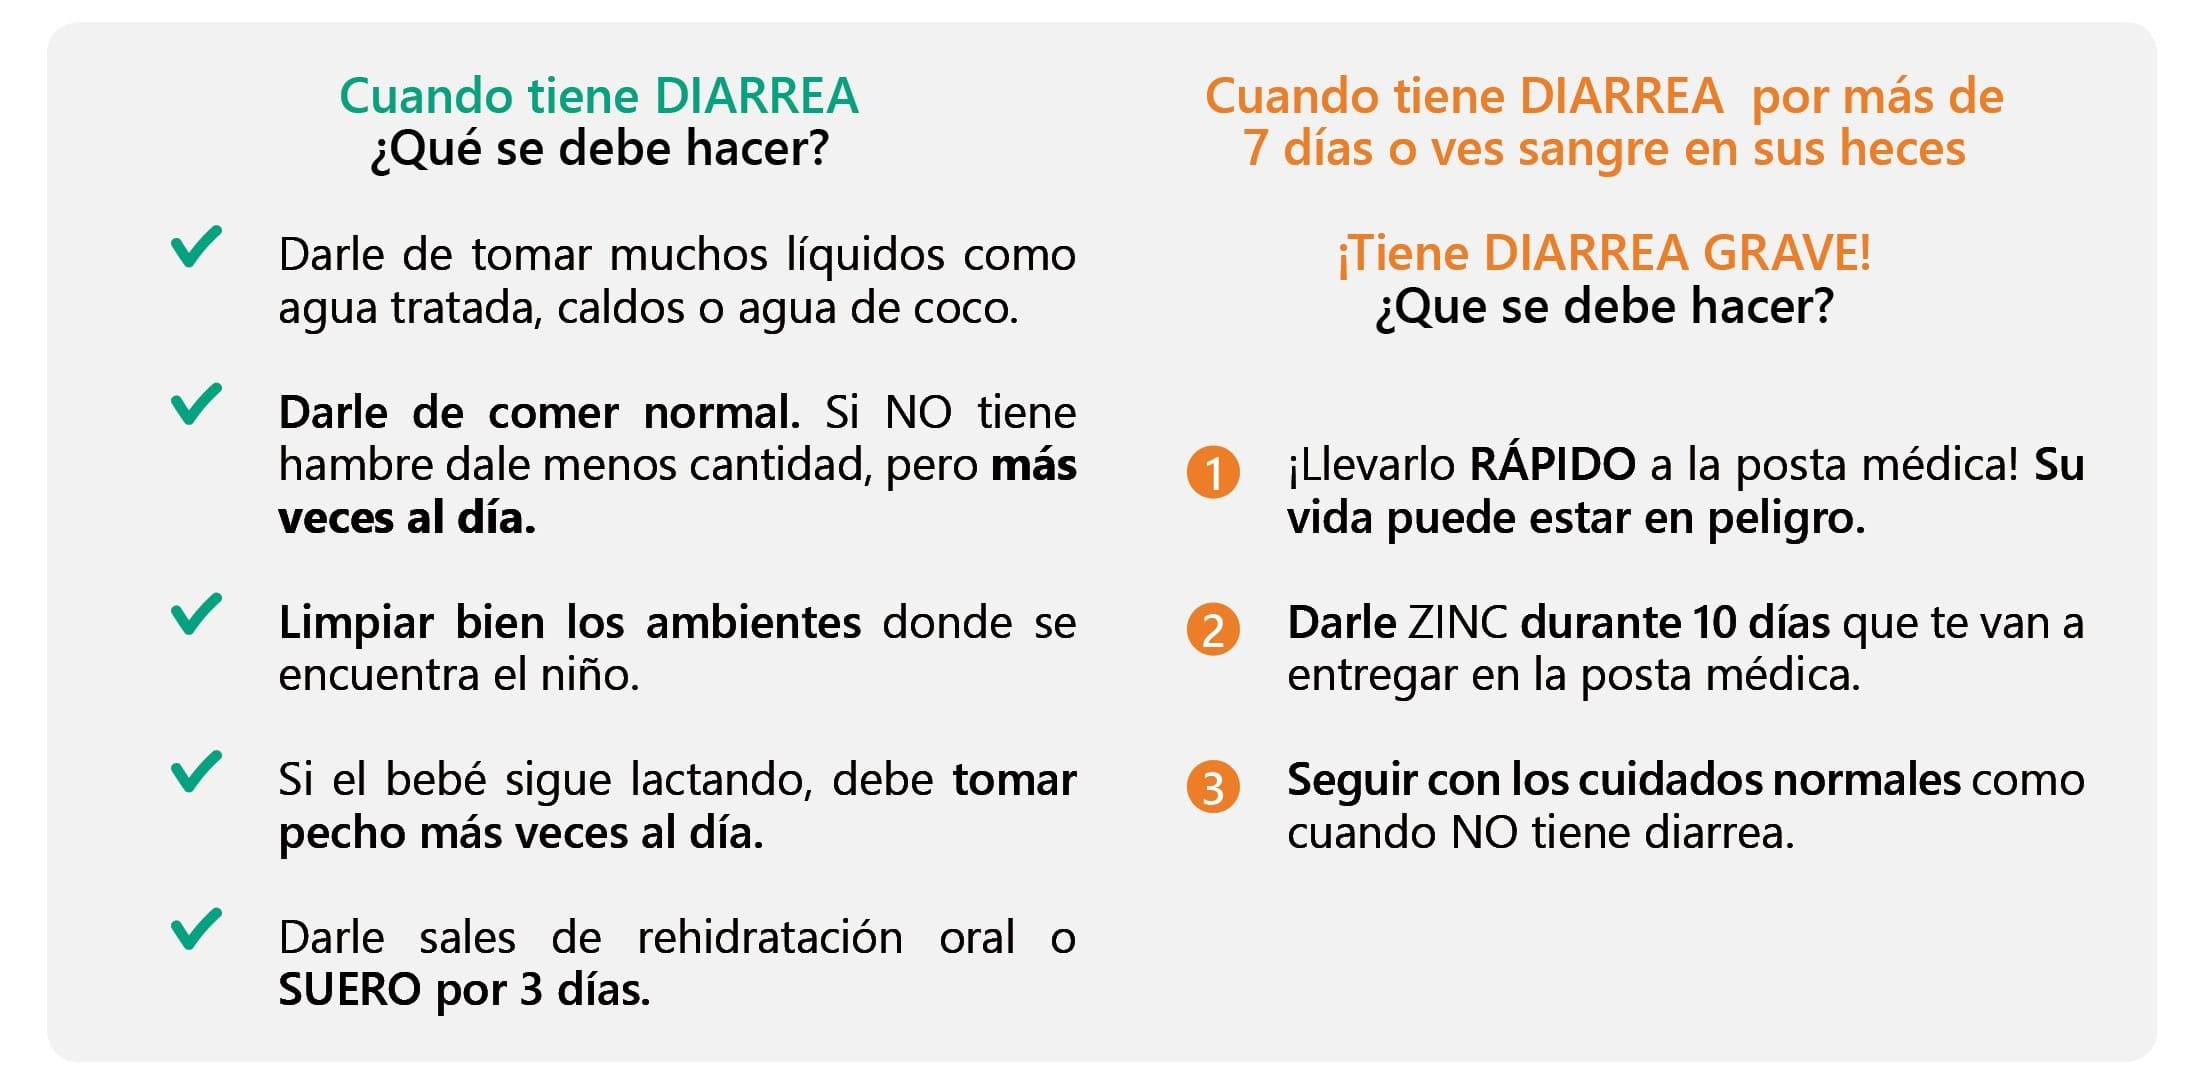 Cuando tiene DIARREA
¿Qué se debe hacer?
Darle de tomar muchos líquidos como
agua tratada, caldos o agua de coco.
Darle de comer normal. Si NO tiene
hambre dale menos cantidad, pero más
veces al día.
Limpiar bien los ambientes donde se
encuentra el niño.
Si el bebé sigue lactando, debe tomar
pecho más veces al día.
Darle sales de rehidratación oral o
SUERO por 3 días.
Cuando tiene DIARREA por más de
7 días o ves sangre en sus heces
¡Tiene DIARREA GRAVE!
¿Que se debe hacer?
1 ¡Llevarlo RÁPIDO a la posta médica! Su
vida puede estar en peligro.
2 Darle ZINC durante 10 días que te van a
entregar en la posta médica.
3 Seguir con los cuidados normales como
cuando NO tiene diarrea.